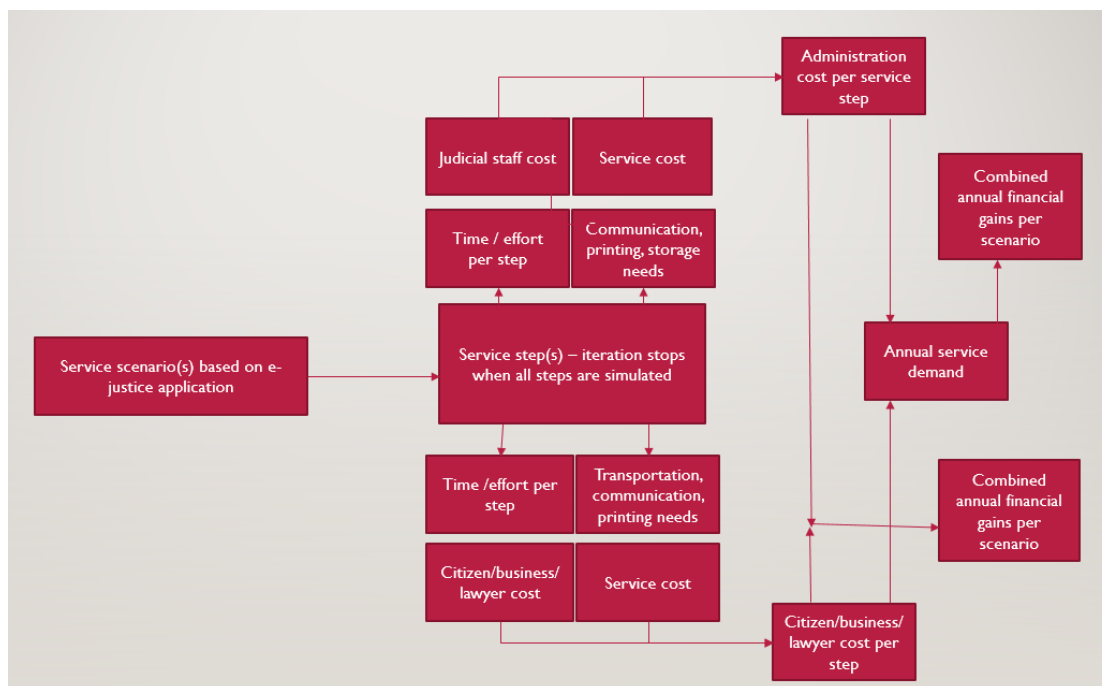 Administration
cost per service
step
Judicial staff cost
Service cost
Combined
annual financial
gains per
scenario
Time / effort
per step
Communication,
printing, storage
needs
Service scenario(s) based on e-
justice application
Service step(s) – iteration stops
when all steps are simulated
Annual service
demand
Time /effort per
step
Transportation,
communication,
printing needs
Combined
annual financial
gains per
scenario
Citizen/business/
lawyer cost
Service cost
Citizen/business/
lawyer cost per
step